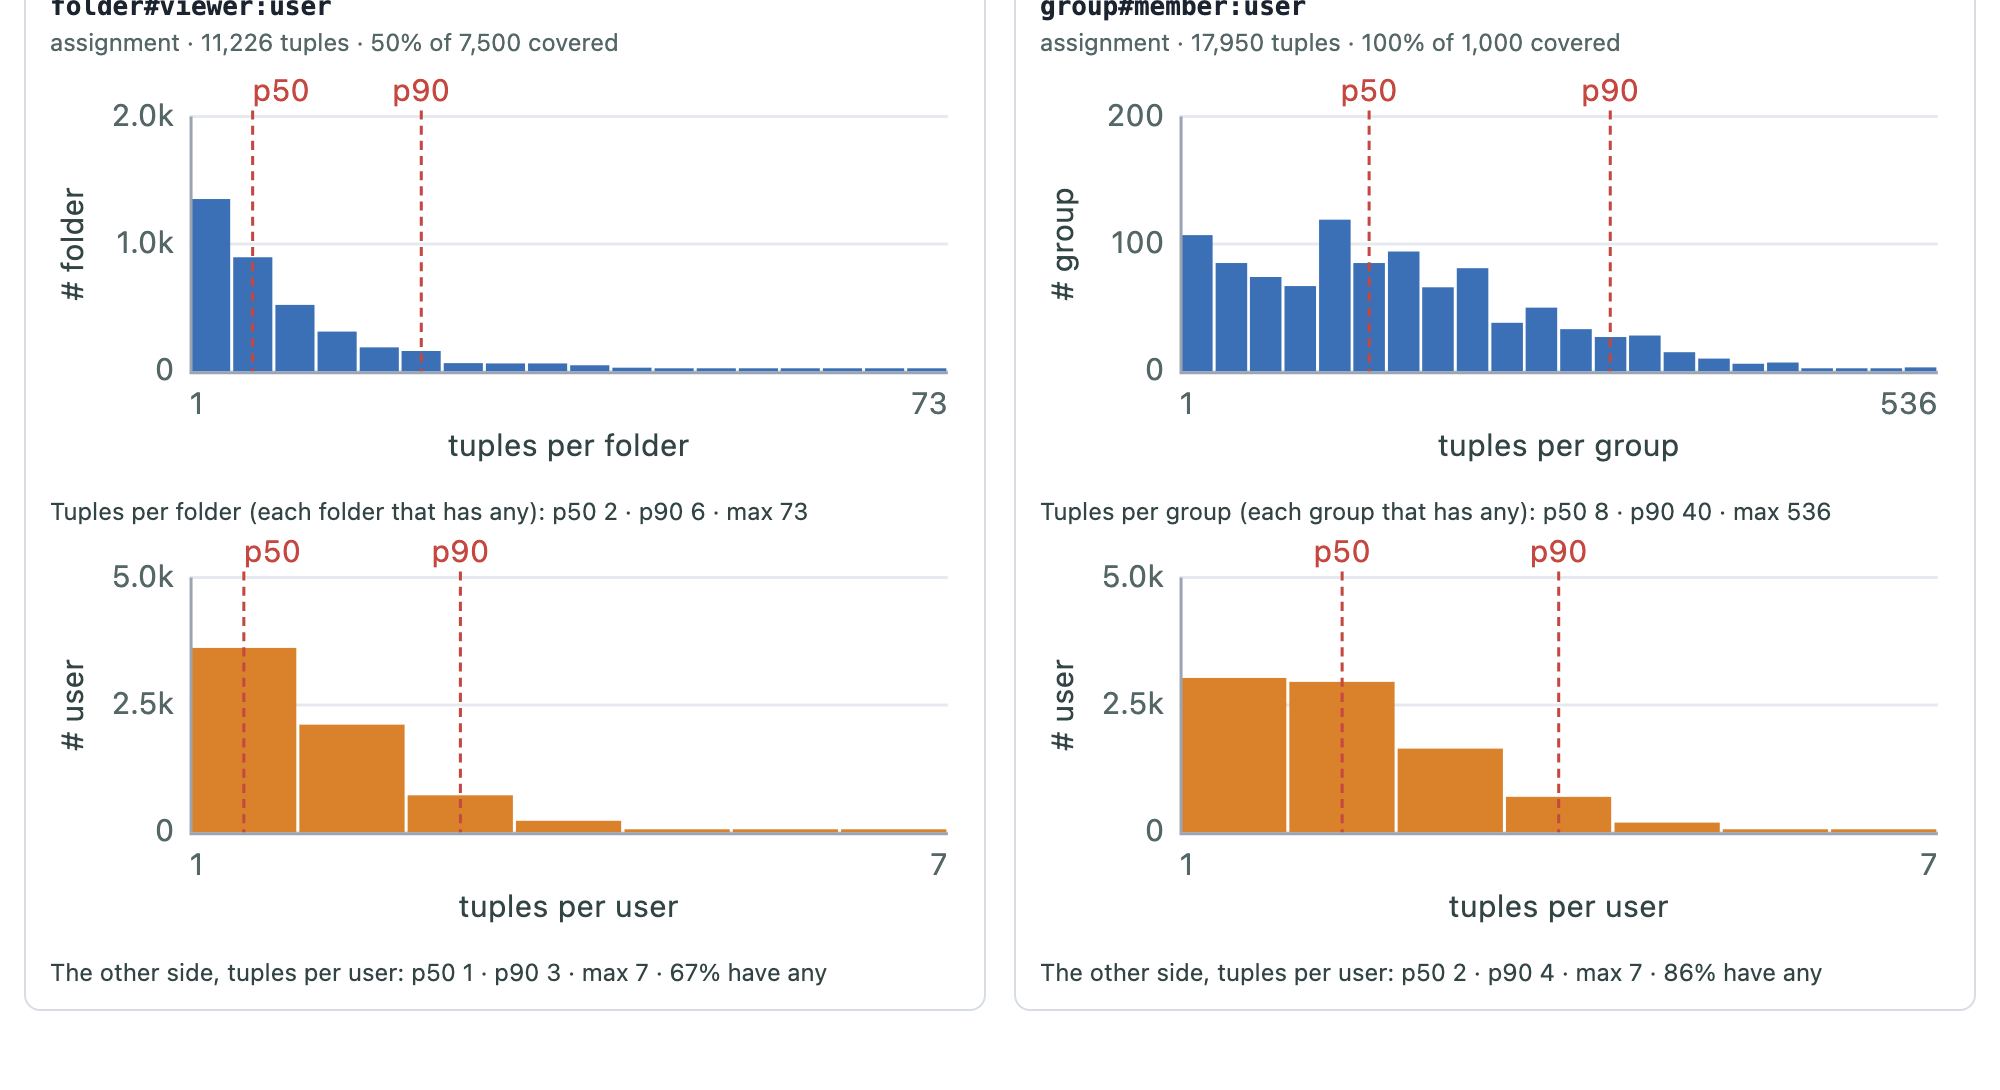 folder#viewer:user
assignment · 11,226 tuples · 50% of 7,500 covered
p50 p90
2.0k
1.0k
0
# folder
1 73
tuples per folder
Tuples per folder (each folder that has any): p50 2 · p90 6 · max 73
p50 p90
5.0k
2.5k
0
# user
1 7
tuples per user
The other side, tuples per user: p50 1 · p90 3 · max 7 · 67% have any
group#member:user
assignment · 17,950 tuples · 100% of 1,000 covered
p50 p90
200
100
0
# group
1 536
tuples per group
Tuples per group (each group that has any): p50 8 · p90 40 · max 536
p50 p90
5.0k
2.5k
0
# user
1 7
tuples per user
The other side, tuples per user: p50 2 · p90 4 · max 7 · 86% have any